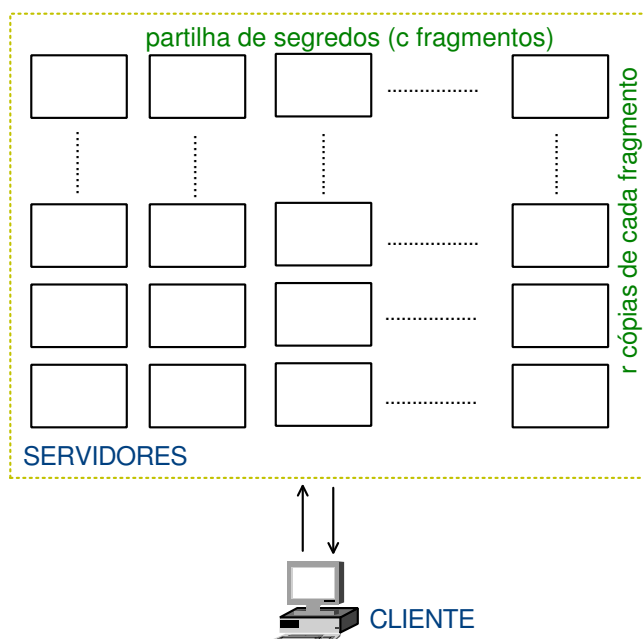 partilha de segredos (c fragmentos)
r cópias de cada fragmento
SERVIDORES
CLIENTE